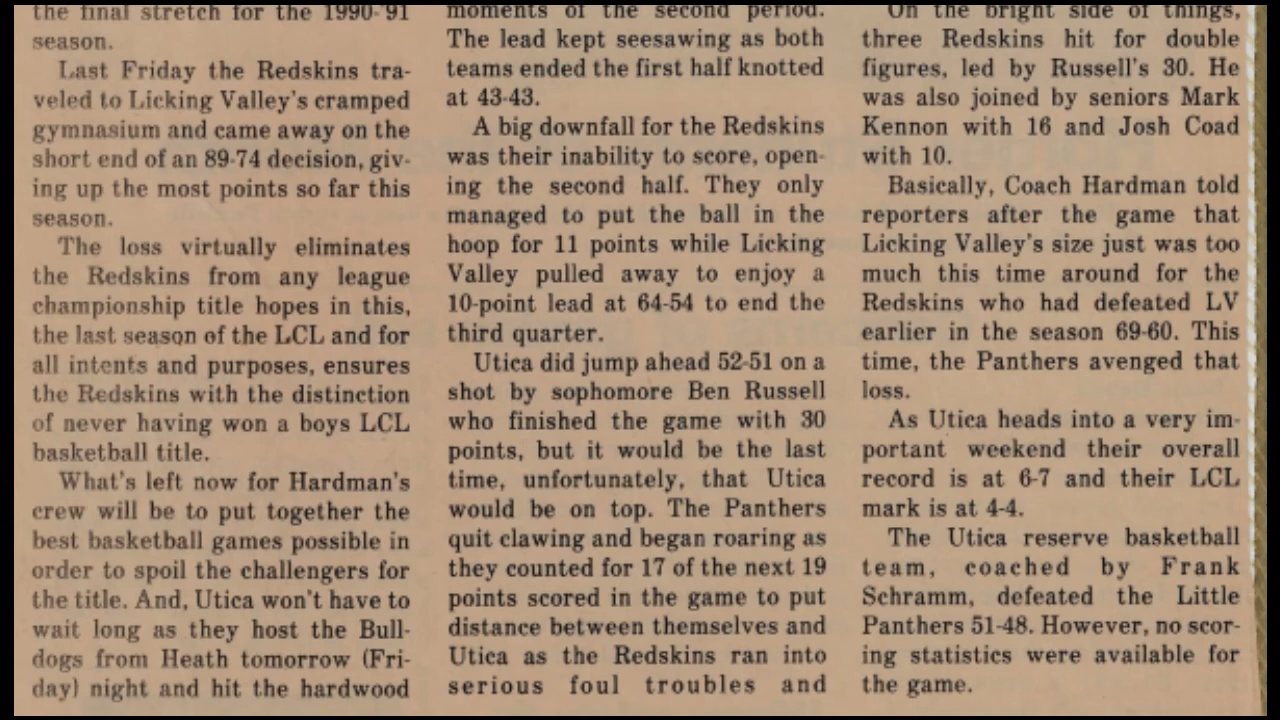 the final stretch for the 1990-'91
season.
Last Friday the Redskins tra-
veled to Licking Valley's cramped
gymnasium and came away on the
short end of an 89-74 decision, giv-
ing up the most points so far this
season.
The loss virtually eliminates
the Redskins from any league
championship title hopes in this,
the last season of the LCL and for
all intents and purposes, ensures
the Redskins with the distinction
of never having won a boys LCL
basketball title.
What's left now for Hardman's
crew will be to put together the
best basketball games possible in
order to spoil the challengers for
the title. And, Utica won't have to
wait long as they host the Bull-
dogs from Heath tomorrow (Fri-
day) night and hit the hardwood
moments of the second period.
The lead kept seesawing as both
teams ended the first half knotted
at 43-43.
A big downfall for the Redskins
was their inability to score, open-
ing the second half. They only
managed to put the ball in the
hoop for 11 points while Licking
Valley pulled away to enjoy a
10-point lead at 64-54 to end the
third quarter.
Utica did jump ahead 52-51 on a
shot by sophomore Ben Russell
who finished the game with 30
points, but it would be the last
time, unfortunately, that Utica
would be on top. The Panthers
quit clawing and began roaring as
they counted for 17 of the next 19
points scored in the game to put
distance between themselves and
Utica as the Redskins ran into
serious foul troubles and
On the bright side of things,
three Redskins hit for double
figures, led by Russell's 30. He
was also joined by seniors Mark
Kennon with 16 and Josh Coad
with 10.
Basically, Coach Hardman told
reporters after the game that
Licking Valley's size just was too
much this time around for the
Redskins who had defeated LV
earlier in the season 69-60. This
time, the Panthers avenged that
loss.
As Utica heads into a very im-
portant weekend their overall
record is at 6-7 and their LCL
mark is at 4-4.
The Utica reserve basketball
team, coached by Frank
Schramm, defeated the Little
Panthers 51-48. However, no scor-
ing statistics were available for
the game.